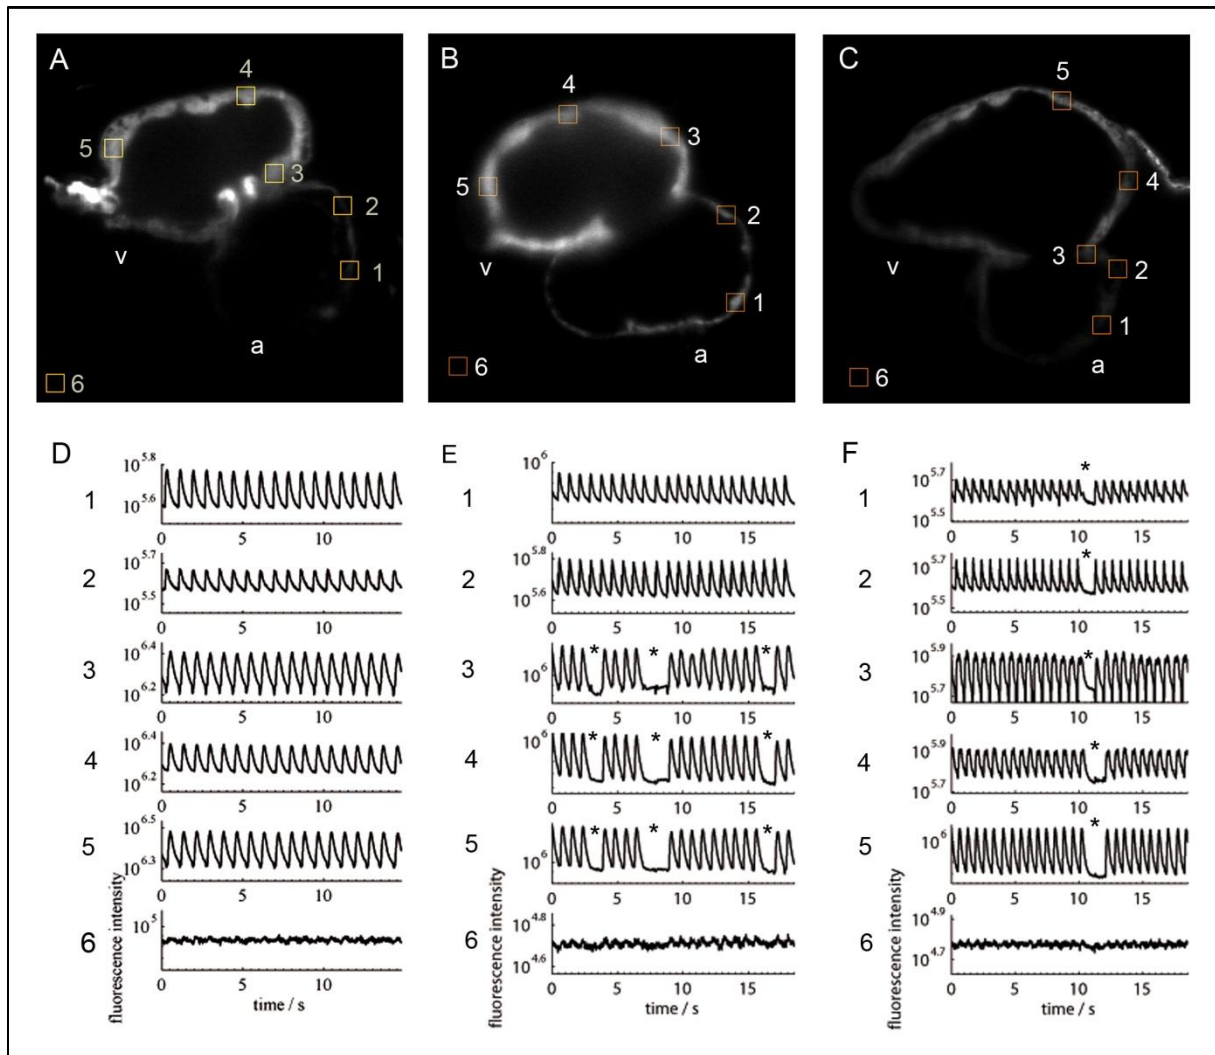 A
4
5
3
2
1
v
a
6
B
4
3
5
2
v
1
a
6
C
5
4
3
2
v
1
a
6
D
1
10^5.8
10^5.6
0 5 10
2
10^5.7
10^5.5
0 5 10
3
10^6.4
10^6.2
0 5 10
4
10^6.4
10^6.2
0 5 10
5
10^6.5
10^6.3
0 5 10
6
10^5
0 5 10
fluorescence intensity
time / s
E
1
10^6
0 5 10 15
2
10^5.8
10^5.6
0 5 10 15
3
* * *
10^6
0 5 10 15
4
10^6
* * *
0 5 10 15
5
* * *
10^6
0 5 10 15
6
10^4.8
10^4.6
0 5 10 15
fluorescence intensity
time / s
F
*
1
10^5.7
10^5.5
0 5 10 15
*
2
10^5.7
10^5.5
0 5 10 15
3
10^5.9
*
10^5.7
0 5 10 15
4
10^5.9
*
10^5.7
0 5 10 15
5
*
10^6
0 5 10 15
6
10^4.9
10^4.7
0 5 10 15
fluorescence intensity
time / s